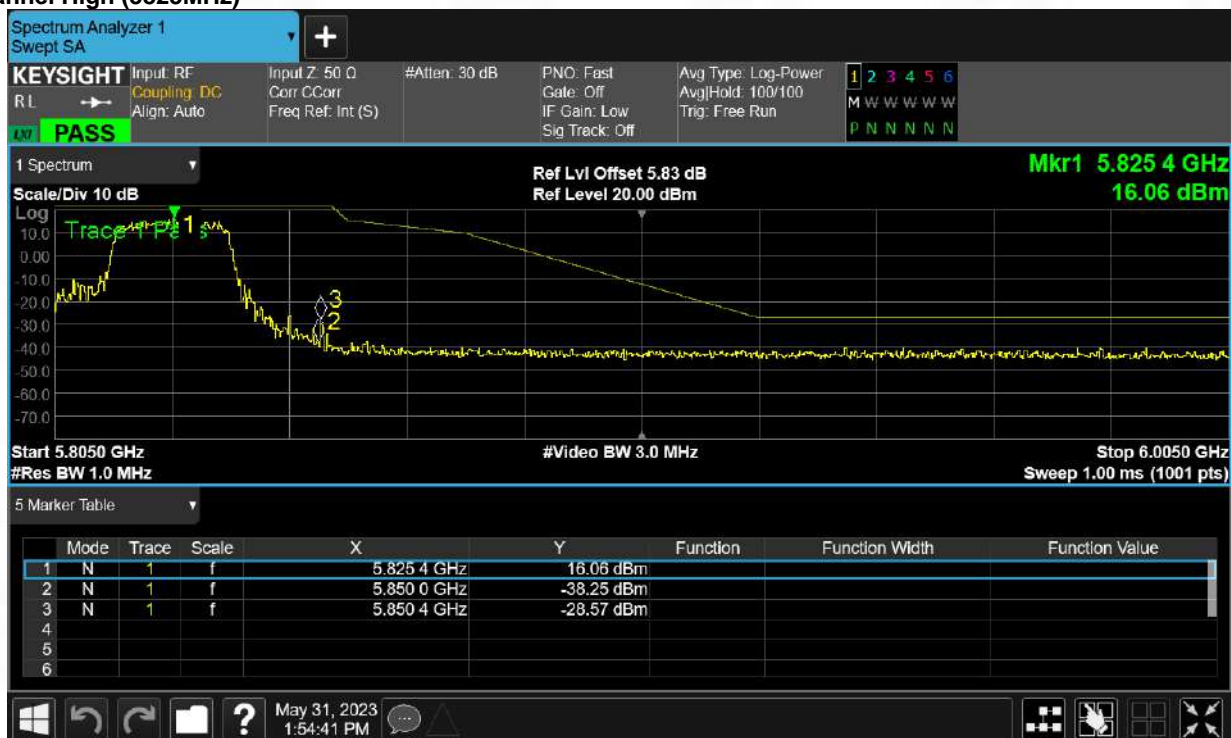 Spectrum Analyzer 1
Swept SA
+
KEYSIGHT Input: RF Input Z: 50 Ω #Atten: 30 dB PNO: Fast Avg Type: Log-Power 1 2 3 4 5 6
RL Coupling: DC Corr CCorr Gate: Off Avg|Hold: 100/100 M W W W W W
Align: Auto Freq Ref: Int (S) IF Gain: Low Trig: Free Run
LXI PASS Sig Track: Off P N N N N N
1 Spectrum Ref Lvl Offset 5.83 dB Mkr1 5.825 4 GHz
Scale/Div 10 dB Ref Level 20.00 dBm 16.06 dBm
Log
10.0
0.00
-10.0
-20.0
-30.0
-40.0
-50.0
-60.0
-70.0
Trace 1 Pass
1
3
2
Start 5.8050 GHz #Video BW 3.0 MHz Stop 6.0050 GHz
#Res BW 1.0 MHz Sweep 1.00 ms (1001 pts)
5 Marker Table
Mode Trace Scale X Y Function Function Width Function Value
1 N 1 f 5.825 4 GHz 16.06 dBm
2 N 1 f 5.850 0 GHz -38.25 dBm
3 N 1 f 5.850 4 GHz -28.57 dBm
4
5
6
? May 31, 2023
1:54:41 PM